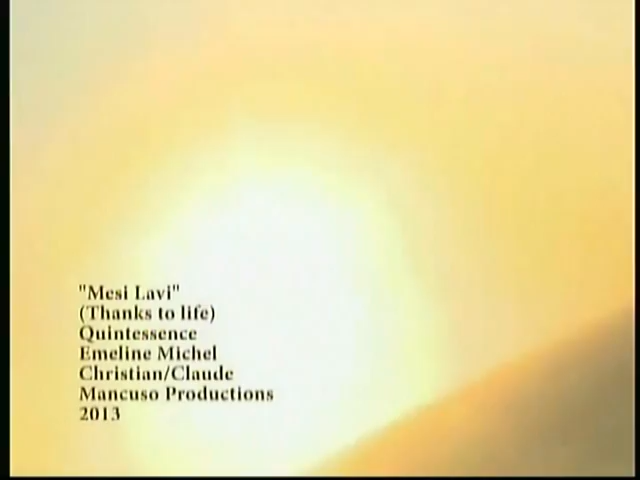 "Mesi Lavi"
(Thanks to life)
Quintessence
Emeline Michel
Christian/Claude
Mancuso Productions
2013